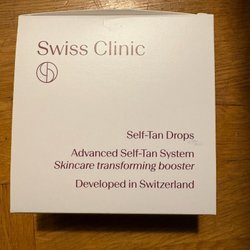 Swiss Clinic
Self-Tan Drops
Advanced Self-Tan System
Skincare transforming booster
Developed in Switzerland